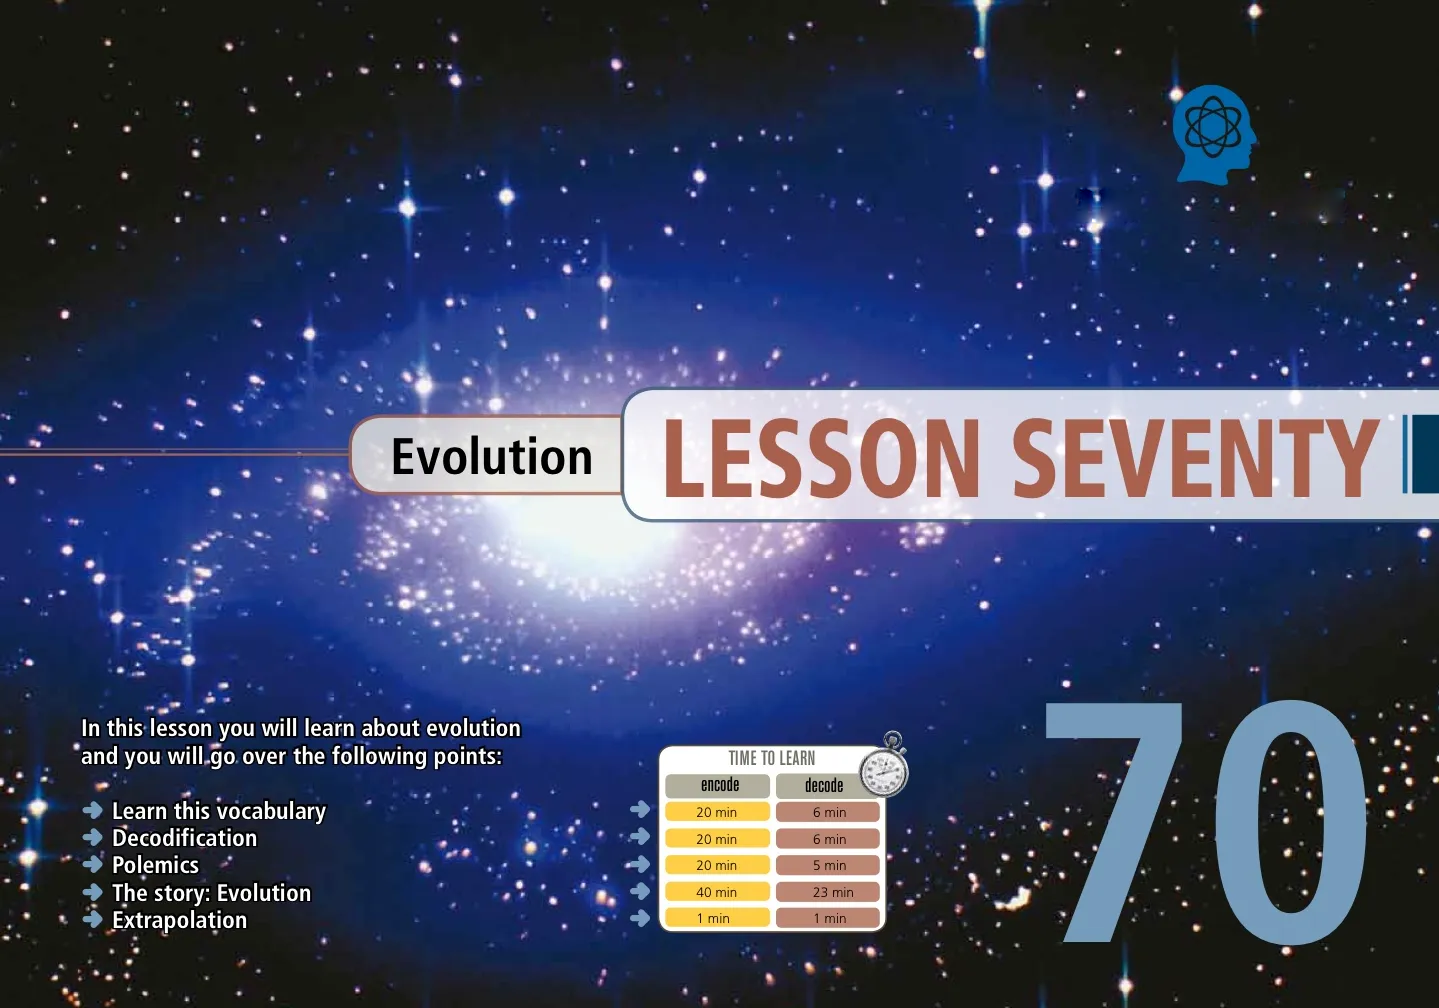 Evolution
LESSON SEVENTY
In this lesson you will learn about evolution
and you will go over the following points:
Learn this vocabulary
Decodification
Polemics
The story: Evolution
Extrapolation
TIME TO LEARN
encode decode
20 min 6 min
20 min 6 min
20 min 5 min
40 min 23 min
1 min 1 min
70